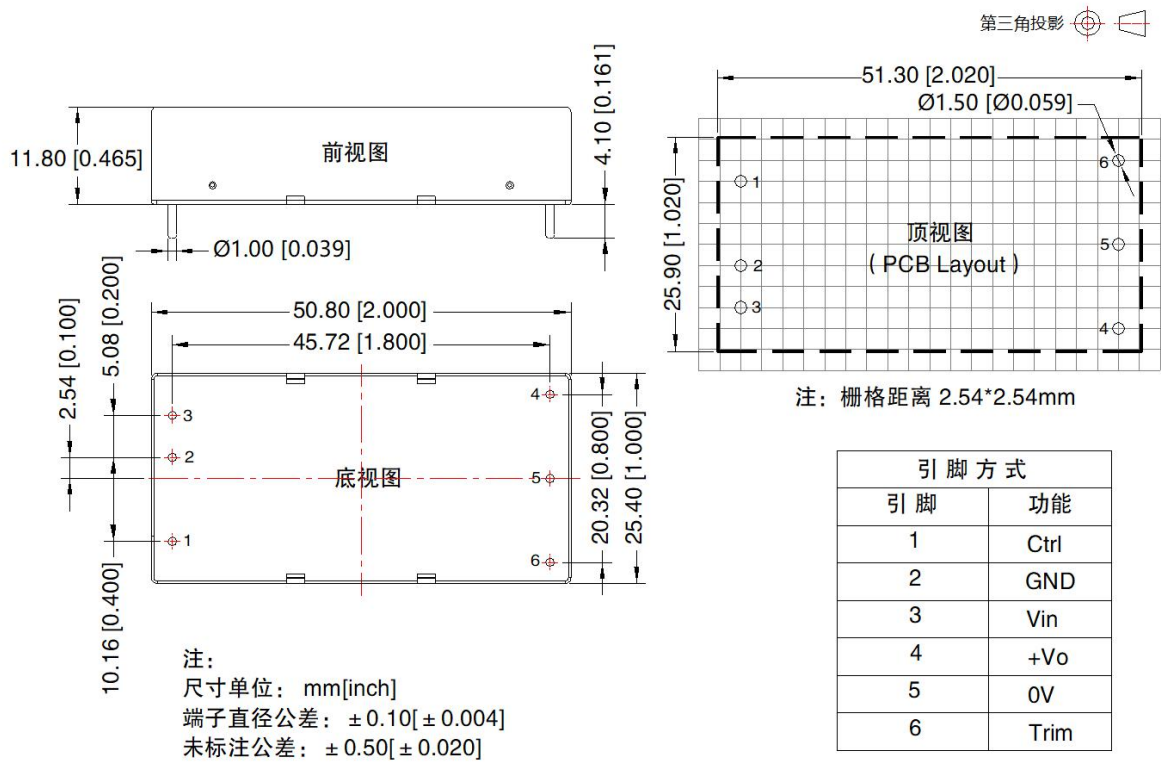 第三角投影
11.80 [0.465]
前视图
4.10 [0.161]
Ø1.00 [0.039]
51.30 [2.020]
Ø1.50 [Ø0.059]
25.90 [1.020]
1
2
3
6
5
4
顶视图
( PCB Layout )
注：栅格距离 2.54*2.54mm
50.80 [2.000]
45.72 [1.800]
2.54 [0.100]
5.08 [0.200]
10.16 [0.400]
3
2
1
4
5
6
底视图
20.32 [0.800]
25.40 [1.000]
注：
尺寸单位：mm[inch]
端子直径公差：±0.10[±0.004]
未标注公差：±0.50[±0.020]
引 脚 方 式
引 脚 功能
1 Ctrl
2 GND
3 Vin
4 +Vo
5 0V
6 Trim